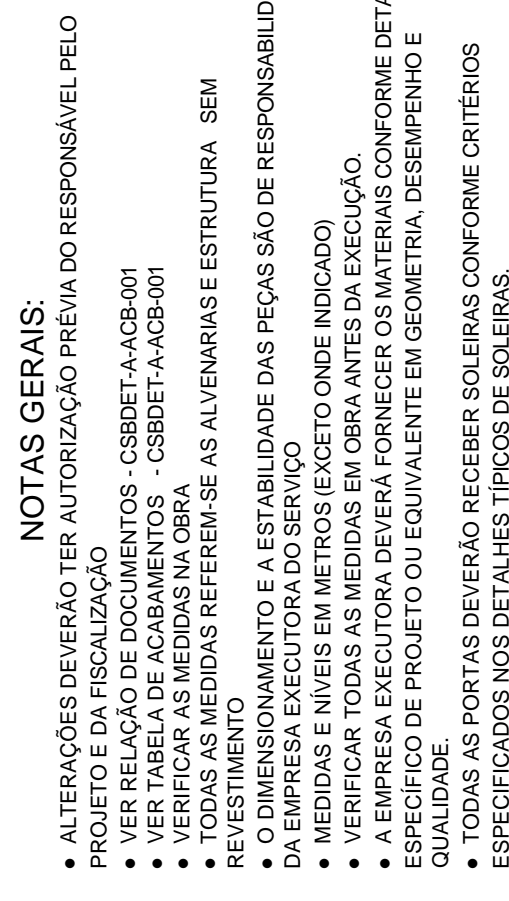 NOTAS GERAIS:
● ALTERAÇÕES DEVERÃO TER AUTORIZAÇÃO PRÉVIA DO RESPONSÁVEL PELO
PROJETO E DA FISCALIZAÇÃO
● VER RELAÇÃO DE DOCUMENTOS - CSBDET-A-ACB-001
● VER TABELA DE ACABAMENTOS - CSBDET-A-ACB-001
● VERIFICAR AS MEDIDAS NA OBRA
● TODAS AS MEDIDAS REFEREM-SE AS ALVENARIAS E ESTRUTURA SEM
REVESTIMENTO
● O DIMENSIONAMENTO E A ESTABILIDADE DAS PEÇAS SÃO DE RESPONSABILID
DA EMPRESA EXECUTORA DO SERVIÇO
● MEDIDAS E NÍVEIS EM METROS (EXCETO ONDE INDICADO)
● VERIFICAR TODAS AS MEDIDAS EM OBRA ANTES DA EXECUÇÃO.
● A EMPRESA EXECUTORA DEVERÁ FORNECER OS MATERIAIS CONFORME DETA
ESPECÍFICO DE PROJETO OU EQUIVALENTE EM GEOMETRIA, DESEMPENHO E
QUALIDADE.
● TODAS AS PORTAS DEVERÃO RECEBER SOLEIRAS CONFORME CRITÉRIOS
ESPECIFICADOS NOS DETALHES TÍPICOS DE SOLEIRAS.